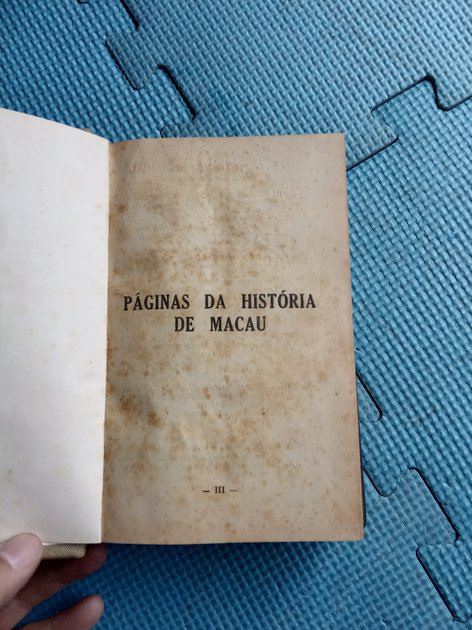 PÁGINAS DA HISTÓRIA
DE MACAU
— III —